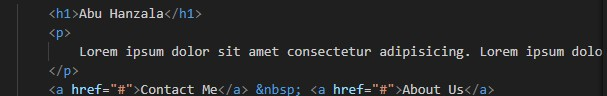 <h1>Abu Hanzala</h1>
<p>
Lorem ipsum dolor sit amet consectetur adipisicing. Lorem ipsum dolo
</p>
<a href="#">Contact Me</a> &nbsp; <a href="#">About Us</a>